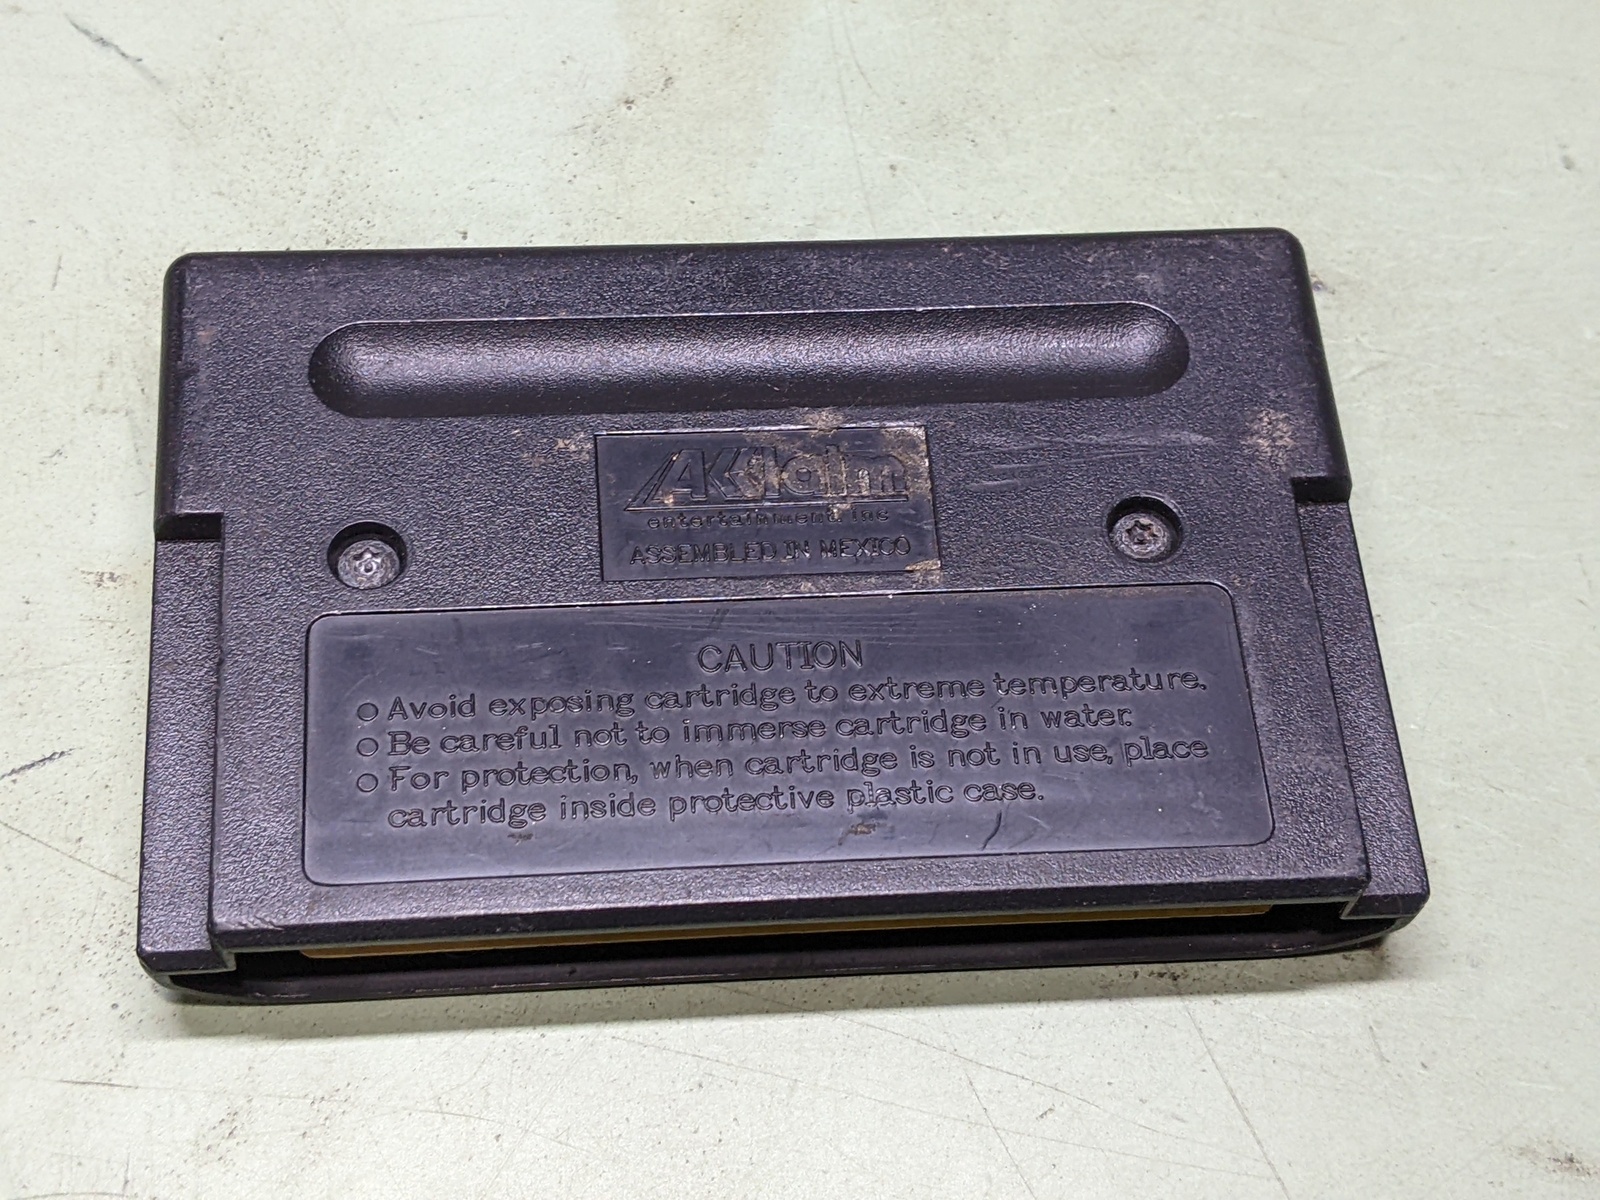 AKklaim
entertainment, inc
ASSEMBLED IN MEXICO
CAUTION
○ Avoid exposing cartridge to extreme temperature.
○ Be careful not to immerse cartridge in water.
○ For protection, when cartridge is not in use, place
cartridge inside protective plastic case.